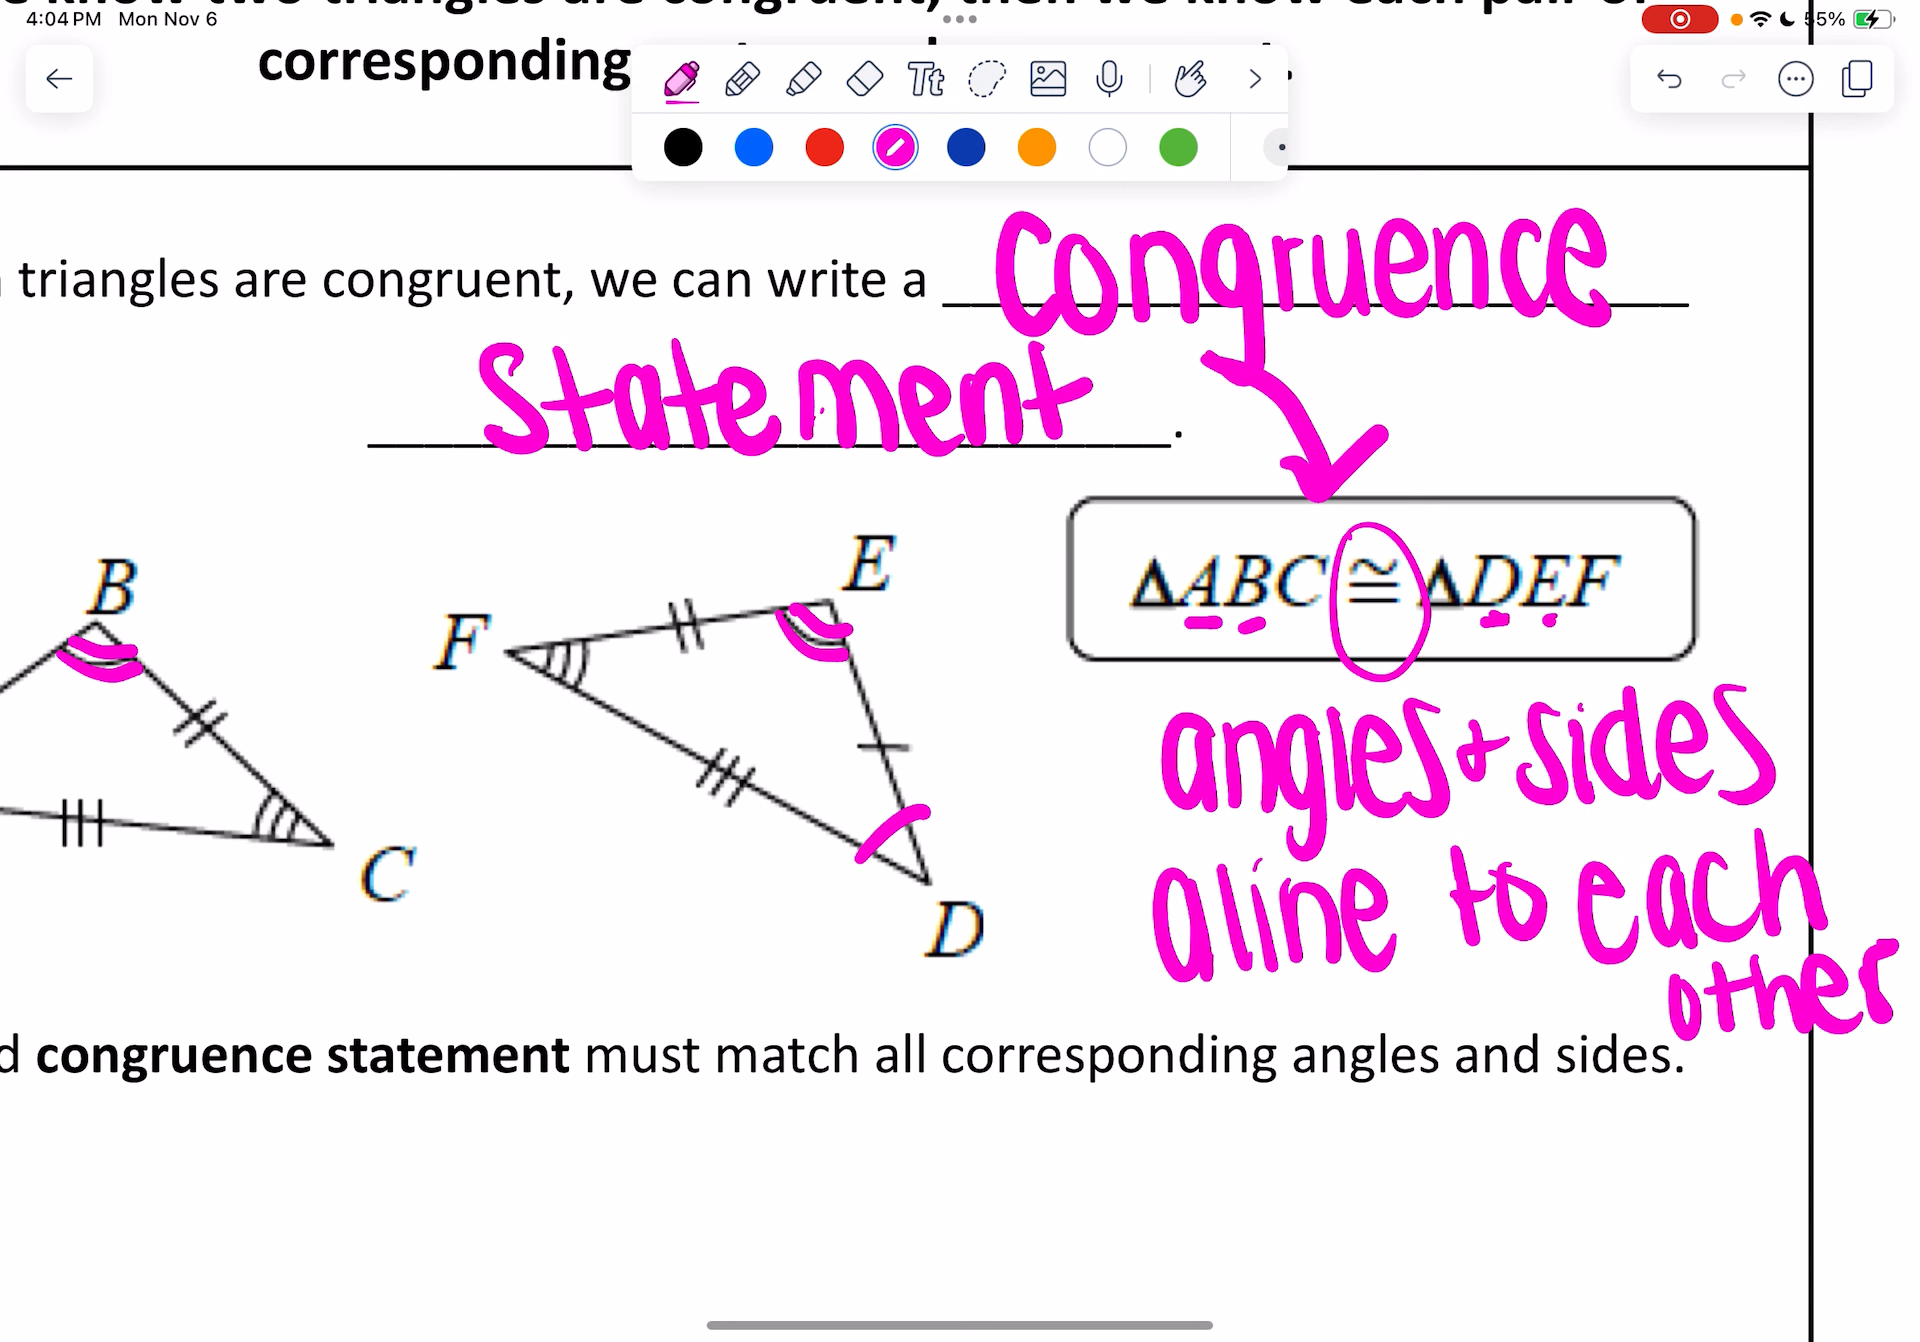 4:04 PM Mon Nov 6
55%
corresponding
Tt
triangles are congruent, we can write a congruence
statement.
B
C
F
E
D
ΔABC ≅ ΔDEF
angles + sides
aline to each
other
congruence statement must match all corresponding angles and sides.